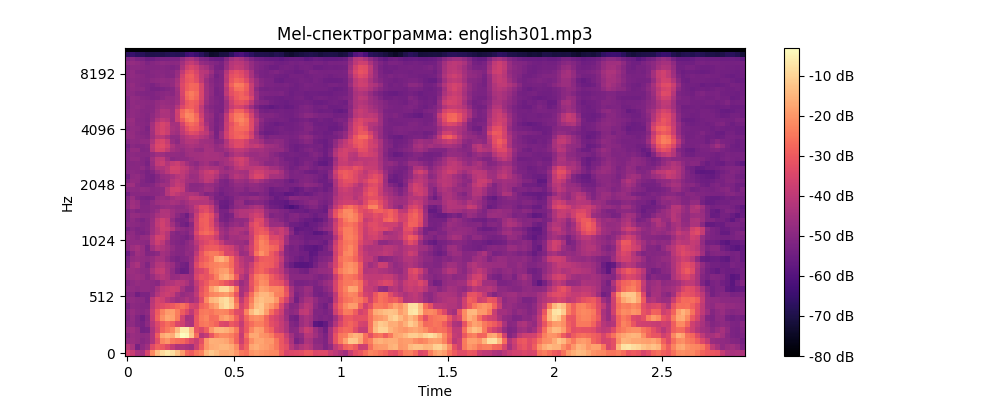 Mel-спектрограмма: english301.mp3
8192
4096
2048
1024
512
0
Hz
0 0.5 1 1.5 2 2.5
Time
-10 dB
-20 dB
-30 dB
-40 dB
-50 dB
-60 dB
-70 dB
-80 dB